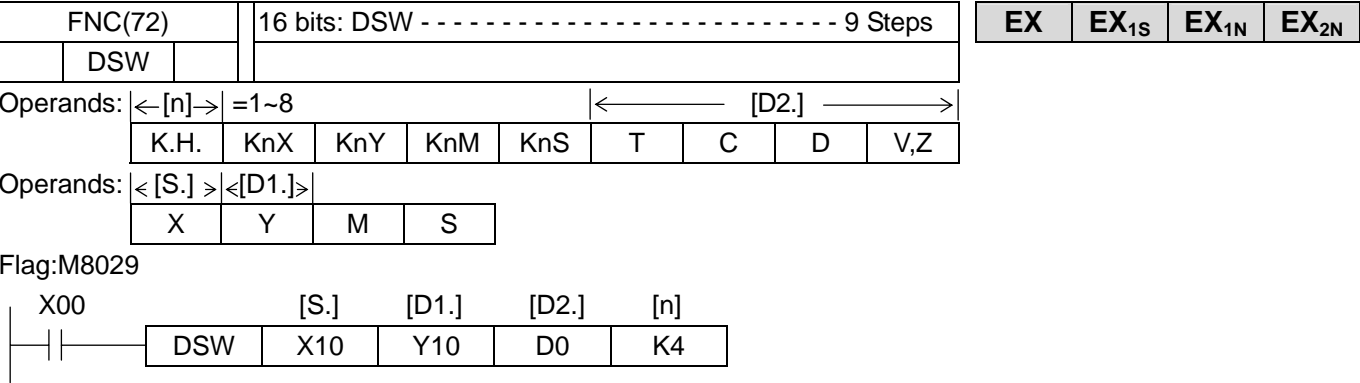 FNC(72) 16 bits: DSW - - - - - - - - - - - - - - - - - - - - - - - - - - - - 9 Steps EX EX1S EX1N EX2N
DSW
Operands: [n] =1~8 [D2.]
K.H. KnX KnY KnM KnS T C D V,Z
Operands: [S.] [D1.]
X Y M S
Flag:M8029
X00 [S.] [D1.] [D2.] [n]
DSW X10 Y10 D0 K4